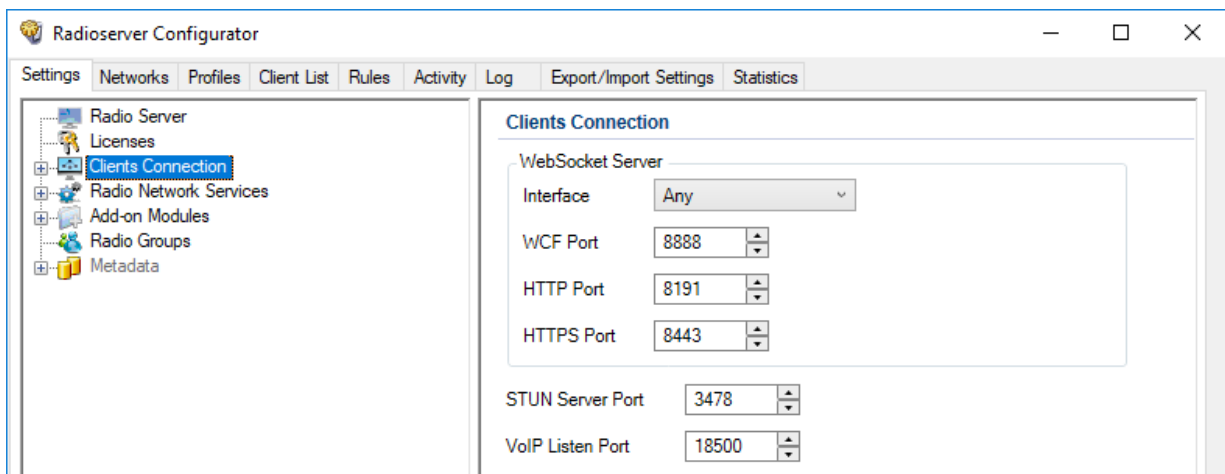 Radioserver Configurator
Settings Networks Profiles Client List Rules Activity Log Export/Import Settings Statistics
Radio Server
Licenses
Clients Connection
Radio Network Services
Add-on Modules
Radio Groups
Metadata
Clients Connection
WebSocket Server
Interface Any
WCF Port 8888
HTTP Port 8191
HTTPS Port 8443
STUN Server Port 3478
VoIP Listen Port 18500